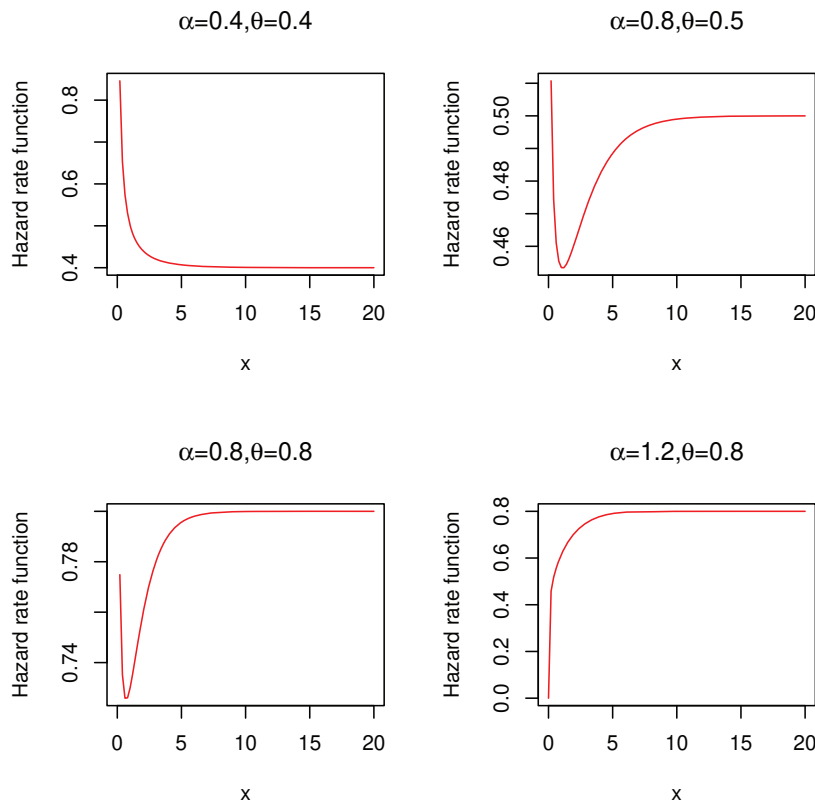 α=0.4,θ=0.4
Hazard rate function
0.4 0.6 0.8
0 5 10 15 20
x
α=0.8,θ=0.5
Hazard rate function
0.46 0.48 0.50
0 5 10 15 20
x
α=0.8,θ=0.8
Hazard rate function
0.74 0.78
0 5 10 15 20
x
α=1.2,θ=0.8
Hazard rate function
0.0 0.2 0.4 0.6 0.8
0 5 10 15 20
x